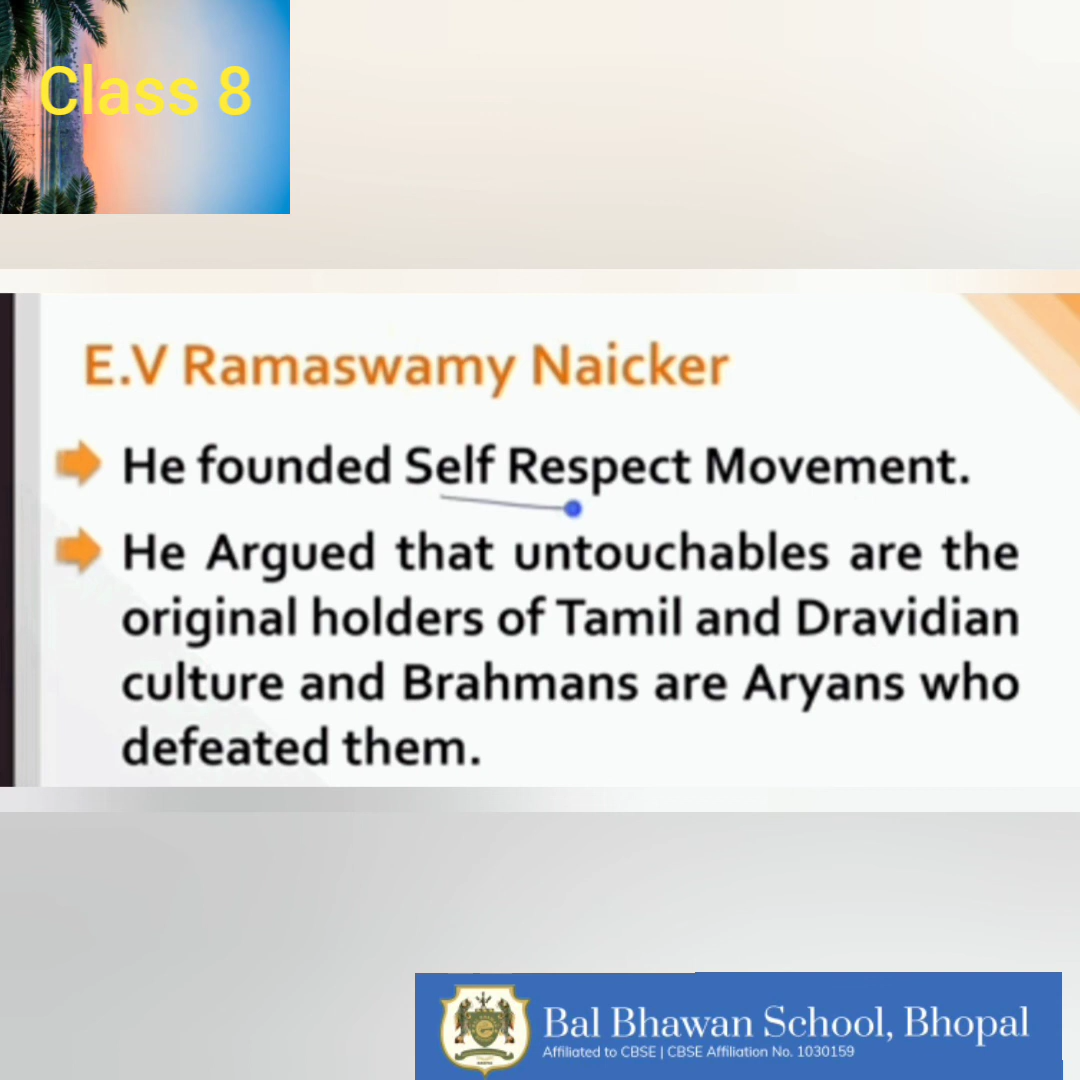 Class 8
E.V Ramaswamy Naicker
He founded Self Respect Movement.
He Argued that untouchables are the
original holders of Tamil and Dravidian
culture and Brahmans are Aryans who
defeated them.
Bal Bhawan School, Bhopal
Affiliated to CBSE | CBSE Affiliation No. 1030159